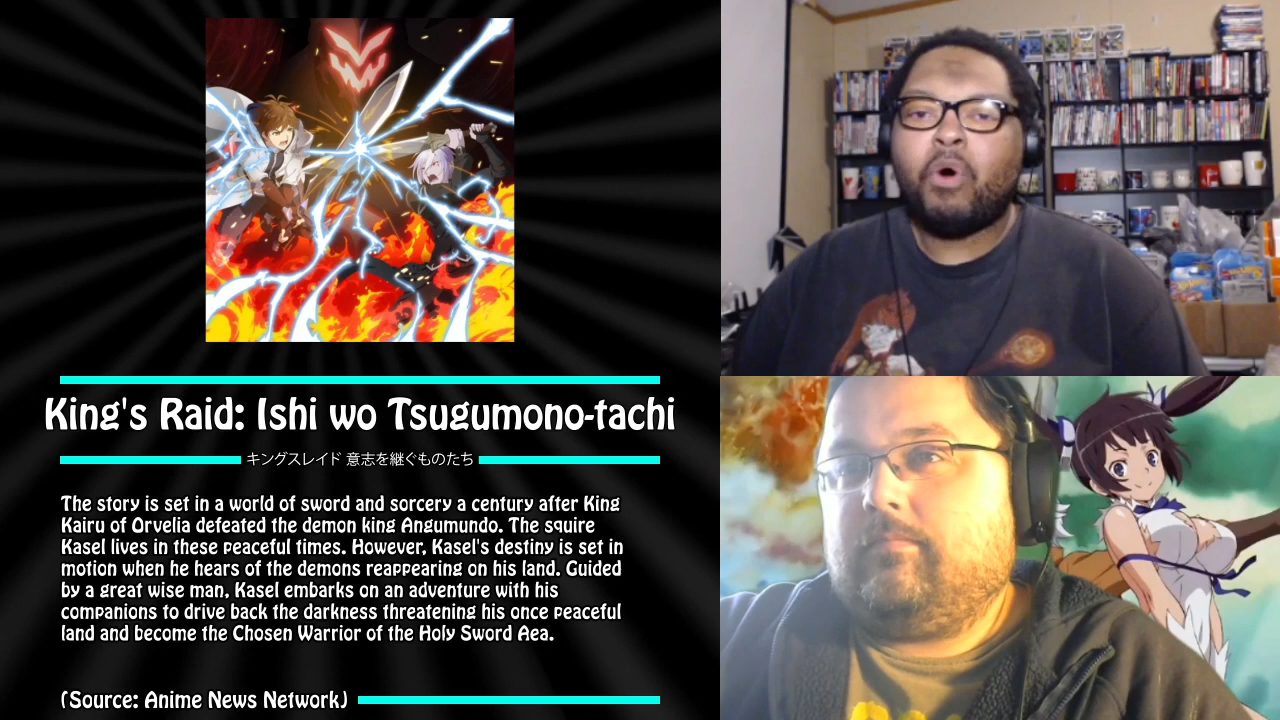 King's Raid: Ishi wo Tsugumono-tachi
キングスレイド 意志を継ぐものたち
The story is set in a world of sword and sorcery a century after King
Kairu of Orvelia defeated the demon king Angumundo. The squire
Kasel lives in these peaceful times. However, Kasel's destiny is set in
motion when he hears of the demons reappearing on his land. Guided
by a great wise man, Kasel embarks on an adventure with his
companions to drive back the darkness threatening his once peaceful
land and become the Chosen Warrior of the Holy Sword Aea.
(Source: Anime News Network)